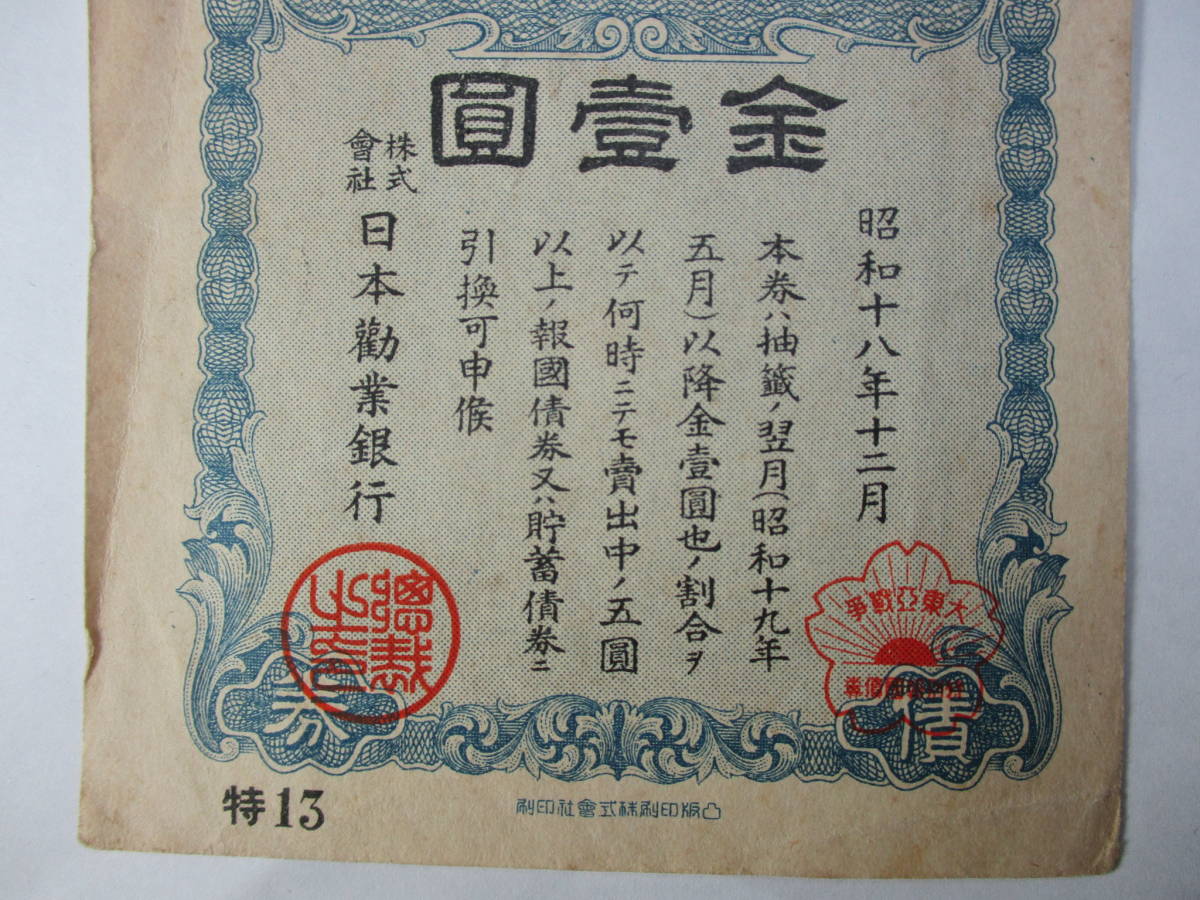 金壹圓
昭和十八年十二月
本券ハ抽籤ノ翌月(昭和十九年
五月)以降金壹圓也ノ割合ヲ
以テ何時ニテモ賣出中ノ五圓
以上ノ報國債券又ハ貯蓄債券ニ
引換可申候
株式會社
日本勸業銀行
大東亞戰爭
總裁之印
債
券
特13
凸版印刷株式會社印刷